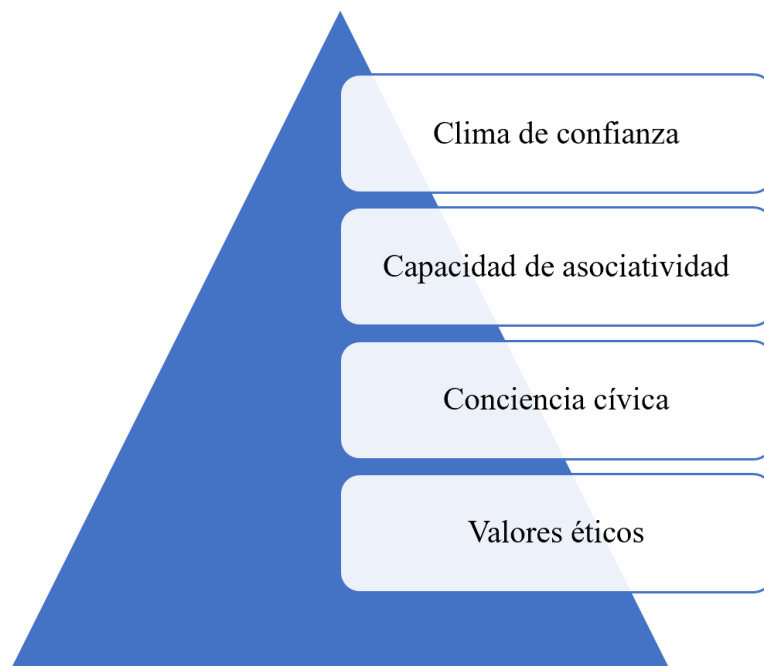 Clima de confianza
Capacidad de asociatividad
Conciencia cívica
Valores éticos